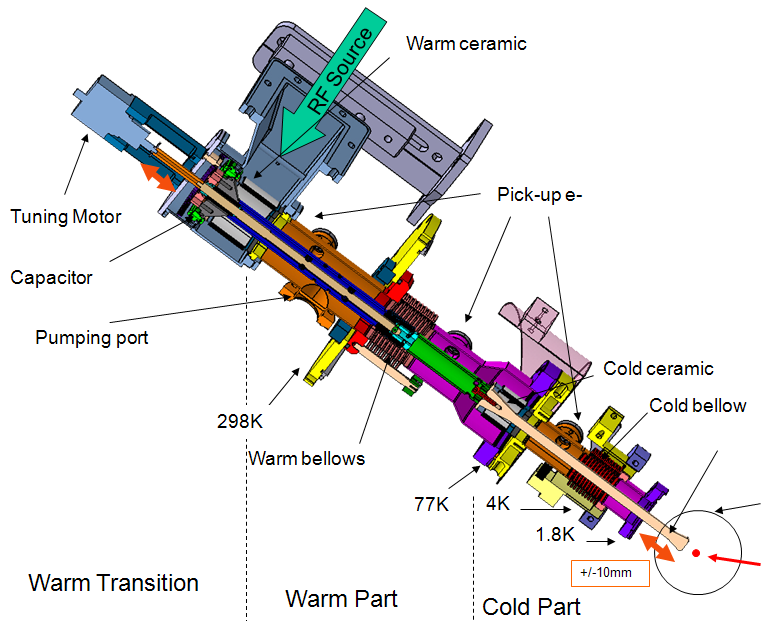 Warm ceramic
RF Source
Tuning Motor
Pick-up e-
Capacitor
Pumping port
Cold ceramic
Cold bellow
298K
Warm bellows
77K
4K
1.8K
+/-10mm
Warm Transition
Warm Part
Cold Part